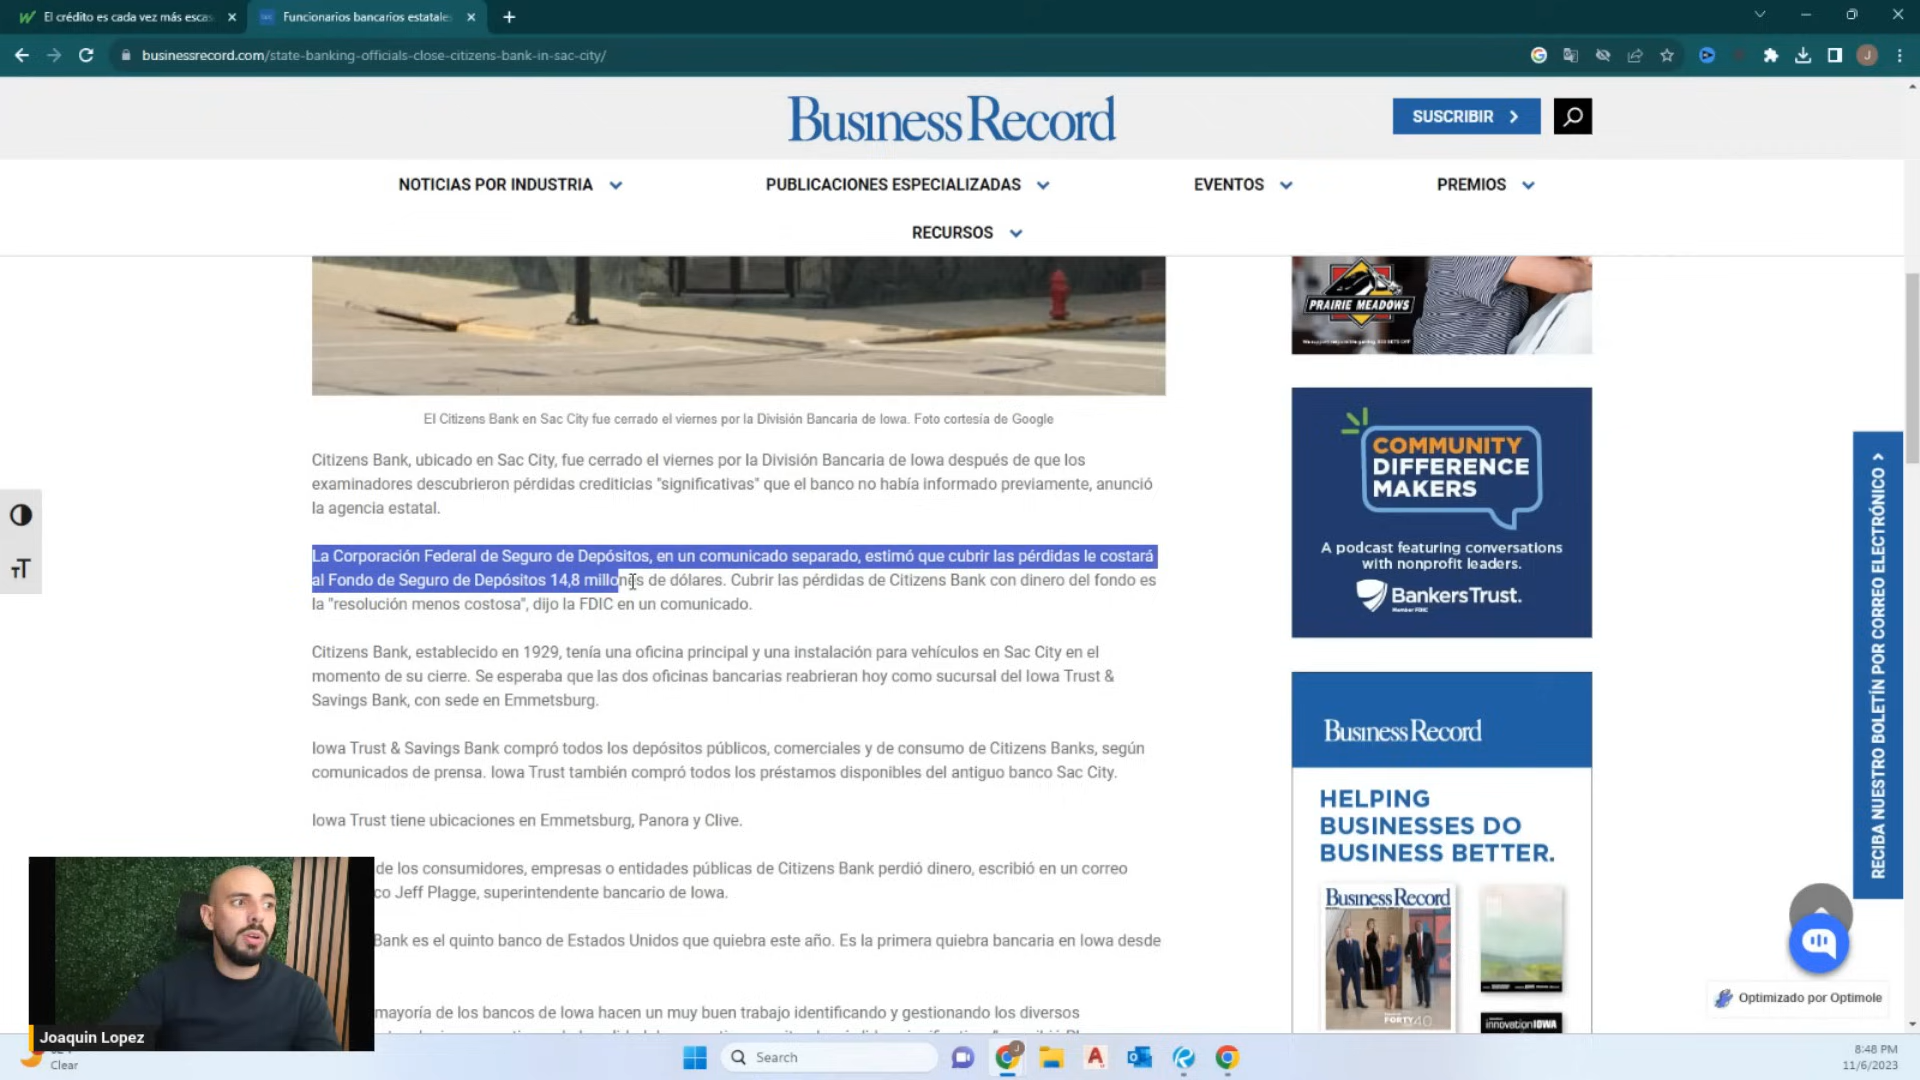 El crédito es cada vez más esca
Funcionarios bancarios estatales
businessrecord.com/state-banking-officials-close-citizens-bank-in-sac-city/
J
Business Record
SUSCRIBIR
NOTICIAS POR INDUSTRIA
PUBLICACIONES ESPECIALIZADAS
EVENTOS
PREMIOS
RECURSOS
El Citizens Bank en Sac City fue cerrado el viernes por la División Bancaria de Iowa. Foto cortesía de Google
Citizens Bank, ubicado en Sac City, fue cerrado el viernes por la División Bancaria de Iowa después de que los
examinadores descubrieron pérdidas crediticias "significativas" que el banco no había informado previamente, anunció
la agencia estatal.
La Corporación Federal de Seguro de Depósitos, en un comunicado separado, estimó que cubrir las pérdidas le costará
al Fondo de Seguro de Depósitos 14,8 millones de dólares. Cubrir las pérdidas de Citizens Bank con dinero del fondo es
la "resolución menos costosa", dijo la FDIC en un comunicado.
Citizens Bank, establecido en 1929, tenía una oficina principal y una instalación para vehículos en Sac City en el
momento de su cierre. Se esperaba que las dos oficinas bancarias reabrieran hoy como sucursal del Iowa Trust &
Savings Bank, con sede en Emmetsburg.
Iowa Trust & Savings Bank compró todos los depósitos públicos, comerciales y de consumo de Citizens Banks, según
comunicados de prensa. Iowa Trust también compró todos los préstamos disponibles del antiguo banco Sac City.
Iowa Trust tiene ubicaciones en Emmetsburg, Panora y Clive.
de los consumidores, empresas o entidades públicas de Citizens Bank perdió dinero, escribió en un correo
co Jeff Plagge, superintendente bancario de Iowa.
Bank es el quinto banco de Estados Unidos que quiebra este año. Es la primera quiebra bancaria en Iowa desde
mayoría de los bancos de Iowa hacen un muy buen trabajo identificando y gestionando los diversos
PRAIRIE MEADOWS
COMMUNITY
DIFFERENCE
MAKERS
A podcast featuring conversations
with nonprofit leaders.
BankersTrust.
Member FDIC
Business Record
HELPING
BUSINESSES DO
BUSINESS BETTER.
Business Record
FORTY 40
innovationIOWA
RECIBA NUESTRO BOLETÍN POR CORREO ELECTRÓNICO
Optimizado por Optimole
Joaquin Lopez
Clear
Search
8:48 PM
11/6/2023